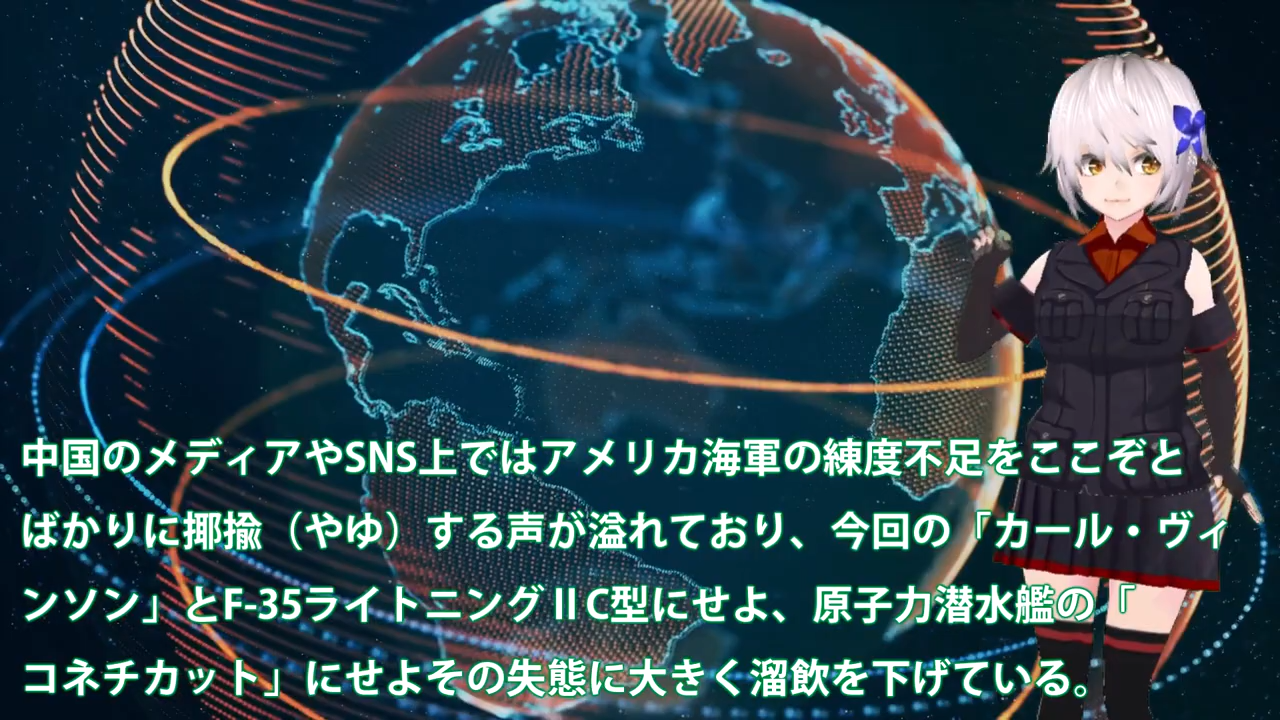 中国のメディアやSNS上ではアメリカ海軍の練度不足をここぞと
ばかりに揶揄（やゆ）する声が溢れており、今回の「カール・ヴィ
ンソン」とF-35ライトニングⅡC型にせよ、原子力潜水艦の「
コネチカット」にせよその失態に大きく溜飲を下げている。